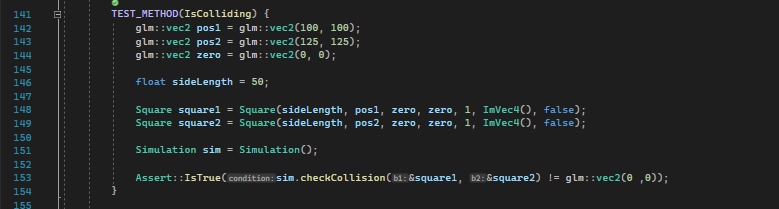 141 TEST_METHOD(IsColliding) {
142 glm::vec2 pos1 = glm::vec2(100, 100);
143 glm::vec2 pos2 = glm::vec2(125, 125);
144 glm::vec2 zero = glm::vec2(0, 0);
145
146 float sideLength = 50;
147
148 Square square1 = Square(sideLength, pos1, zero, zero, 1, ImVec4(), false);
149 Square square2 = Square(sideLength, pos2, zero, zero, 1, ImVec4(), false);
150
151 Simulation sim = Simulation();
152
153 Assert::IsTrue(condition:sim.checkCollision(b1:&square1, b2:&square2) != glm::vec2(0 ,0));
154 }
155